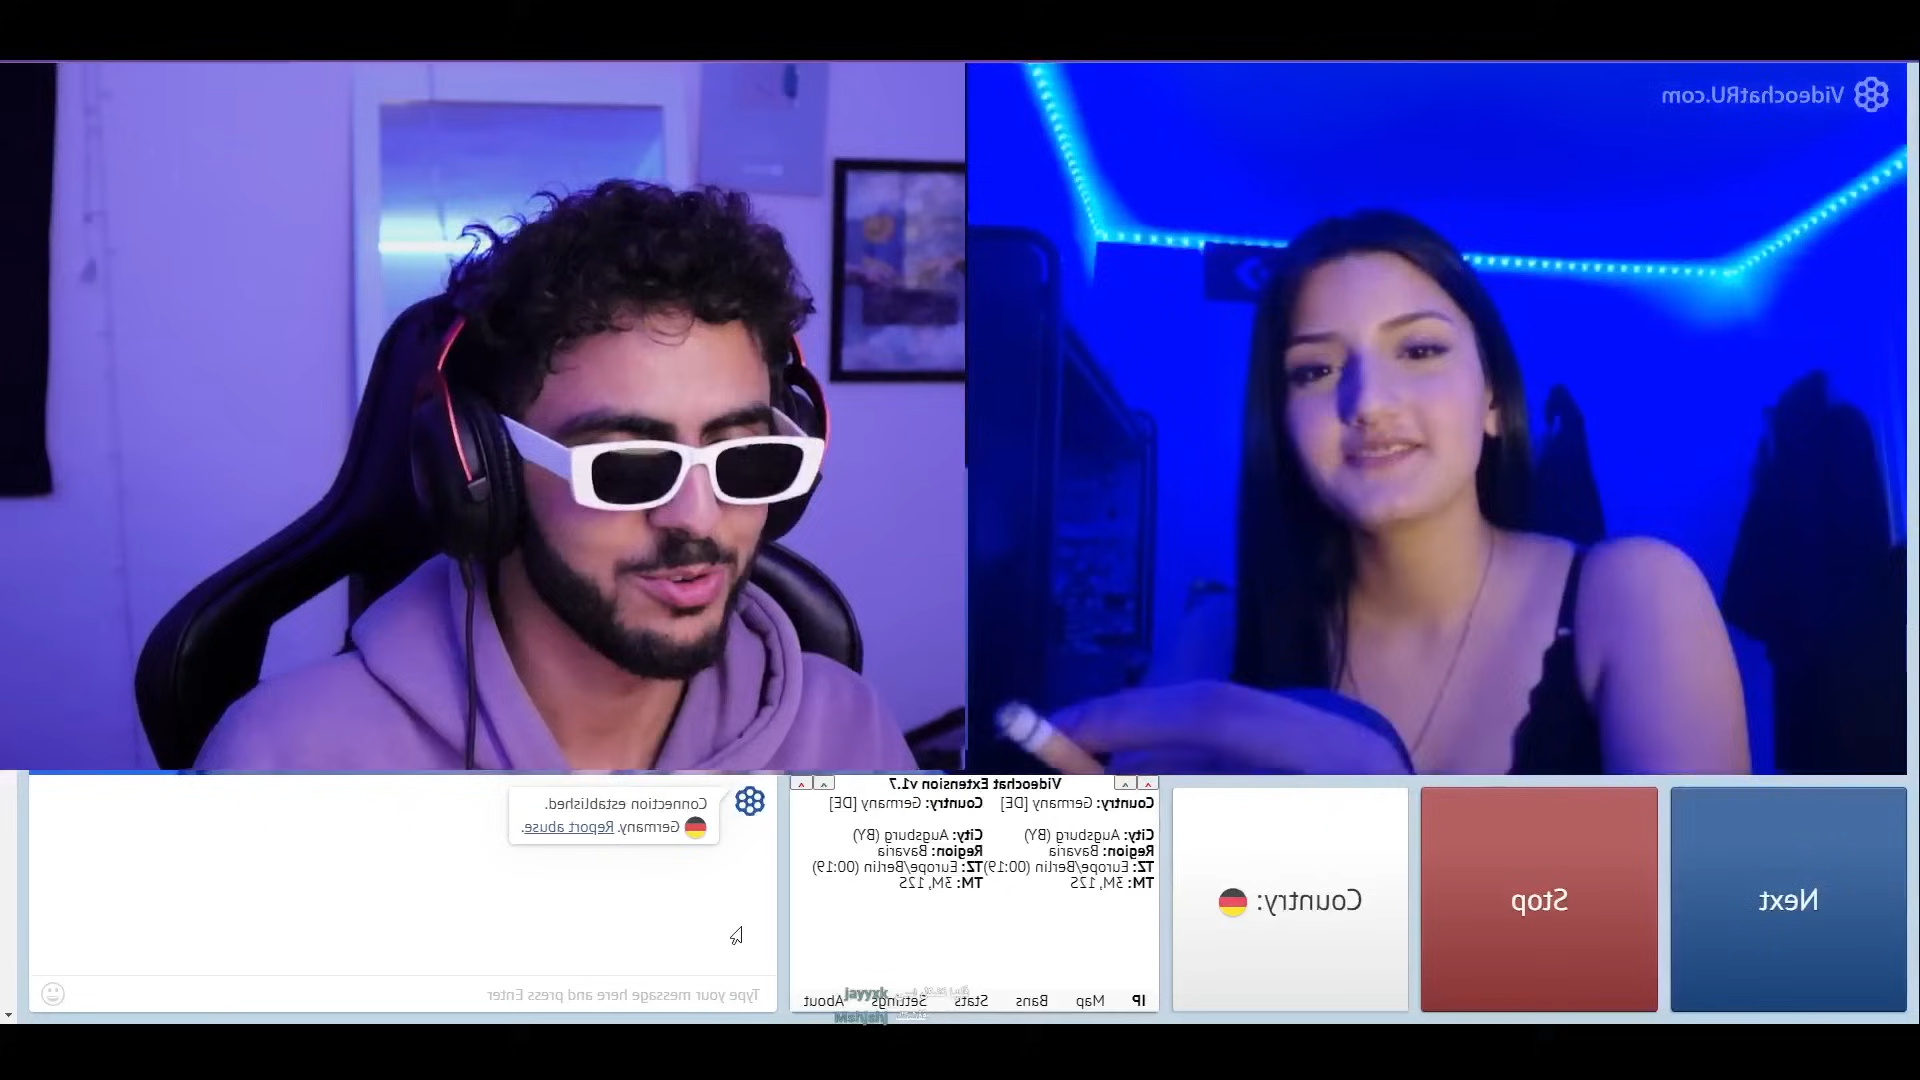 VideochatRU.com
Connection established.
Germany. Report abuse.
Type your message here and press Enter
Videochat Extension v1.7
Country: Germany [DE]
City: Augsburg (BY)
Region: Bavaria
TZ: Europe/Berlin (00:19)
TM: 3M, 12S
Country: Germany [DE]
City: Augsburg (BY)
Region: Bavaria
TZ: Europe/Berlin (00:19)
TM: 3M, 12S
IP Map Bans Stats Settings About
jayyxk
Mshjshj
Country:
Stop
Next